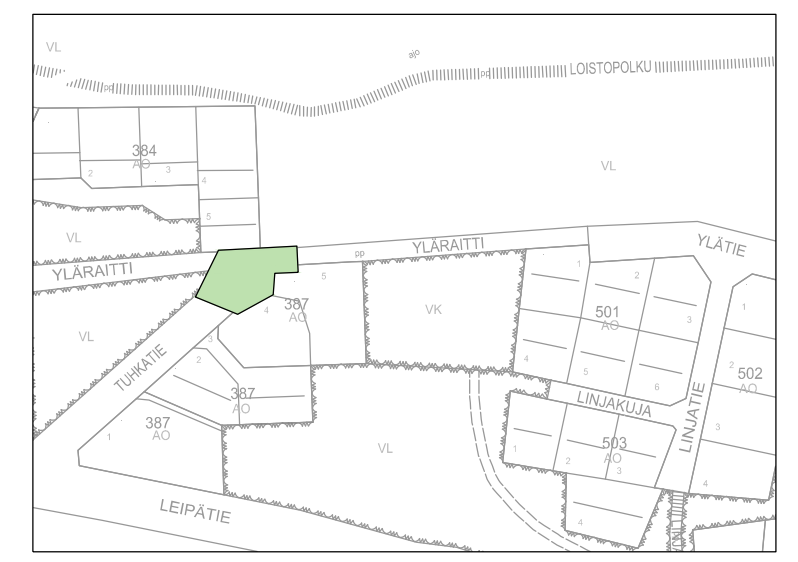 VL
ajo
LOISTOPOLKU
pp
pp
384
AO
2
3
4
5
VL
VL
YLÄRAITTI
YLÄRAITTI
pp
YLÄTIE
VL
TUHKATIE
387
AO
5
4
3
VK
387
AO
2
387
AO
1
501
AO
1
2
3
4
5
6
502
AO
1
2
3
4
LINJAKUJA
LINJATIE
503
AO
1
2
3
4
VL
LEIPÄTIE